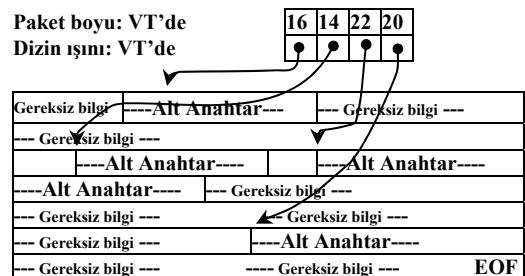 Paket boyu: VT’de 16 14 22 20
Dizin ışını: VT’de
Gereksiz bilgi ----Alt Anahtar--- --- Gereksiz bilgi ---
--- Gereksiz bilgi ---
----Alt Anahtar---- ----Alt Anahtar----
----Alt Anahtar---- --- Gereksiz bilgi ---
--- Gereksiz bilgi --- --- Gereksiz bilgi ---
--- Gereksiz bilgi --- ----Alt Anahtar----
--- Gereksiz bilgi --- ---- Gereksiz bilgi --- EOF